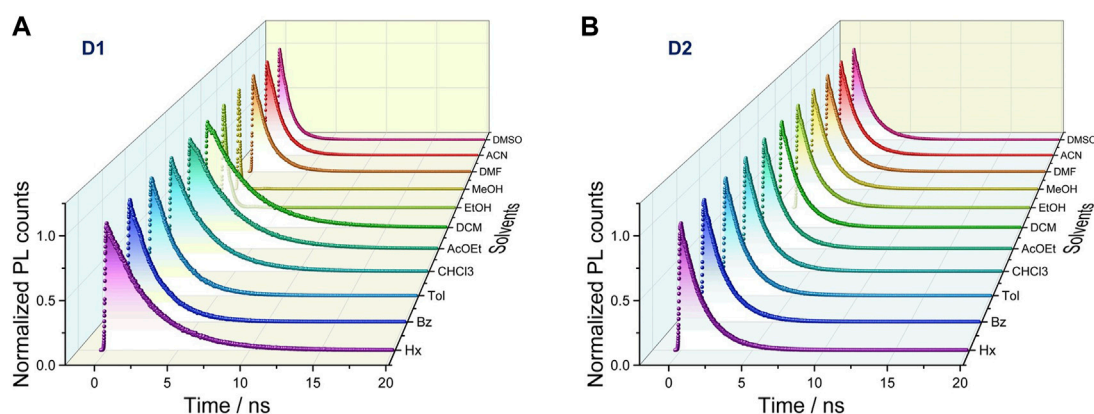 A
D1
Normalized PL counts
1.0
0.5
0.0
0
5
10
15
20
Time / ns
DMSO
ACN
DMF
MeOH
EtOH
DCM
AcOEt
CHCl3
Tol
Bz
Hx
Solvents
B
D2
Normalized PL counts
1.0
0.5
0.0
0
5
10
15
20
Time / ns
DMSO
ACN
DMF
MeOH
EtOH
DCM
AcOEt
CHCl3
Tol
Bz
Hx
Solvents